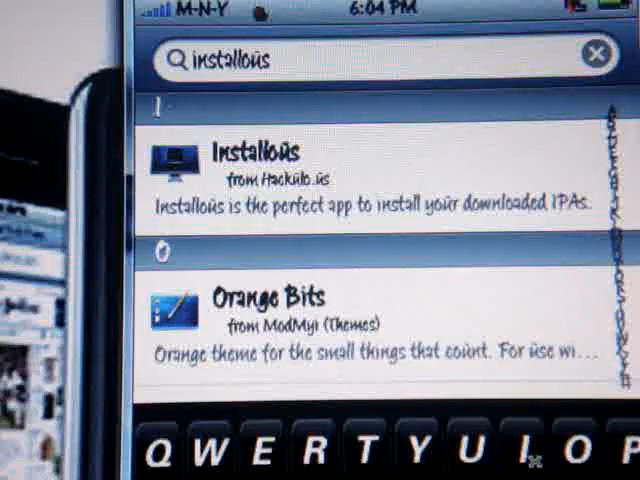 M-N-Y 6:04 PM
installous
I
Installous
from Hackulo.us
Installous is the perfect app to install your downloaded IPAs.
O
Orange Bits
from ModMyi (Themes)
Orange theme for the small things that count. For use wi...
Q W E R T Y U I O P